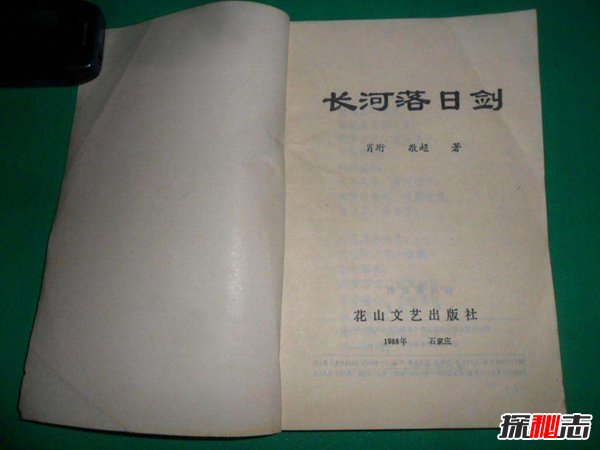 长河落日剑
肖珩 敬超 著
花山文艺出版社
1988年 石家庄
探秘志